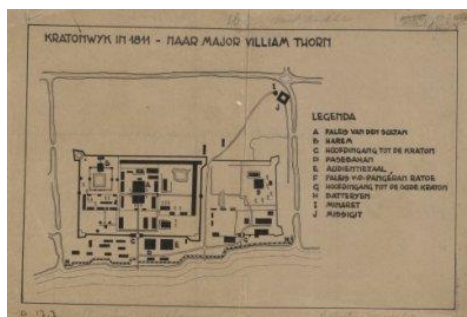 KRATONWYK IN 1811 - NAAR MAJOR VILLIAM THORN
LEGENDA
A PALEIS VAN DEN SULTAN
B HAREM
C HOOFDINGANG TOT DE KRATON
D PASEBAHAN
E AUDIENTIEZAAL
F PALEIS V.D. PANGERAN RATOE
G HOOFDINGANG TOT DE OUDE KRATON
H BATTERYEN
I MINARET
J MISSIGIT